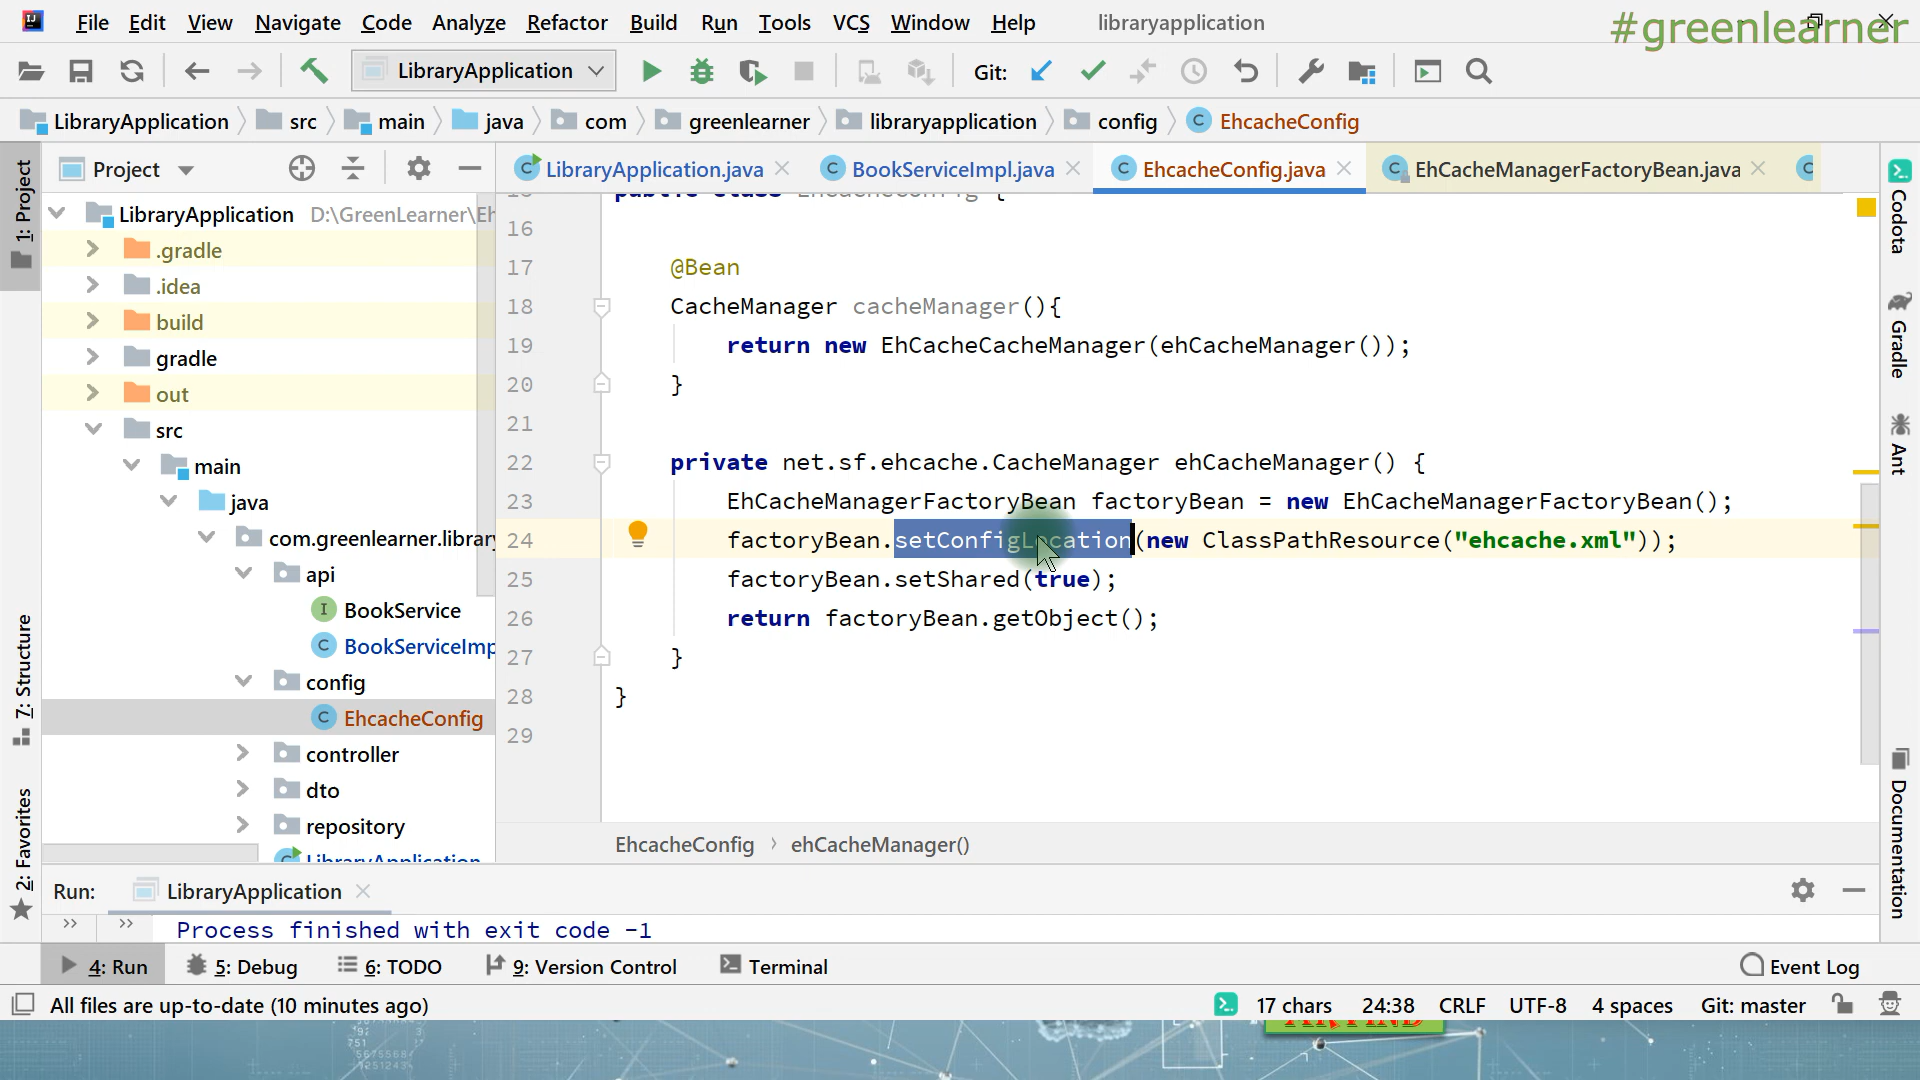 File Edit View Navigate Code Analyze Refactor Build Run Tools VCS Window Help libraryapplication
#greenlearner
LibraryApplication Git:
LibraryApplication src main java com greenlearner libraryapplication config EhcacheConfig
Project
LibraryApplication.java BookServiceImpl.java EhcacheConfig.java EhCacheManagerFactoryBean.java
1: Project
7: Structure
2: Favorites
LibraryApplication D:\GreenLearner\Eh
.gradle
.idea
build
gradle
out
src
main
java
com.greenlearner.library
api
BookService
BookServiceImp
config
EhcacheConfig
controller
dto
repository
LibraryApplication
15 public class EhcacheConfig {
16
17 @Bean
18 CacheManager cacheManager(){
19 return new EhCacheCacheManager(ehCacheManager());
20 }
21
22 private net.sf.ehcache.CacheManager ehCacheManager() {
23 EhCacheManagerFactoryBean factoryBean = new EhCacheManagerFactoryBean();
24 factoryBean.setConfigLocation(new ClassPathResource("ehcache.xml"));
25 factoryBean.setShared(true);
26 return factoryBean.getObject();
27 }
28 }
29
EhcacheConfig › ehCacheManager()
Codota
Gradle
Ant
Documentation
Run: LibraryApplication
>> >> Process finished with exit code -1
4: Run 5: Debug 6: TODO 9: Version Control Terminal Event Log
All files are up-to-date (10 minutes ago) 17 chars 24:38 CRLF UTF-8 4 spaces Git: master